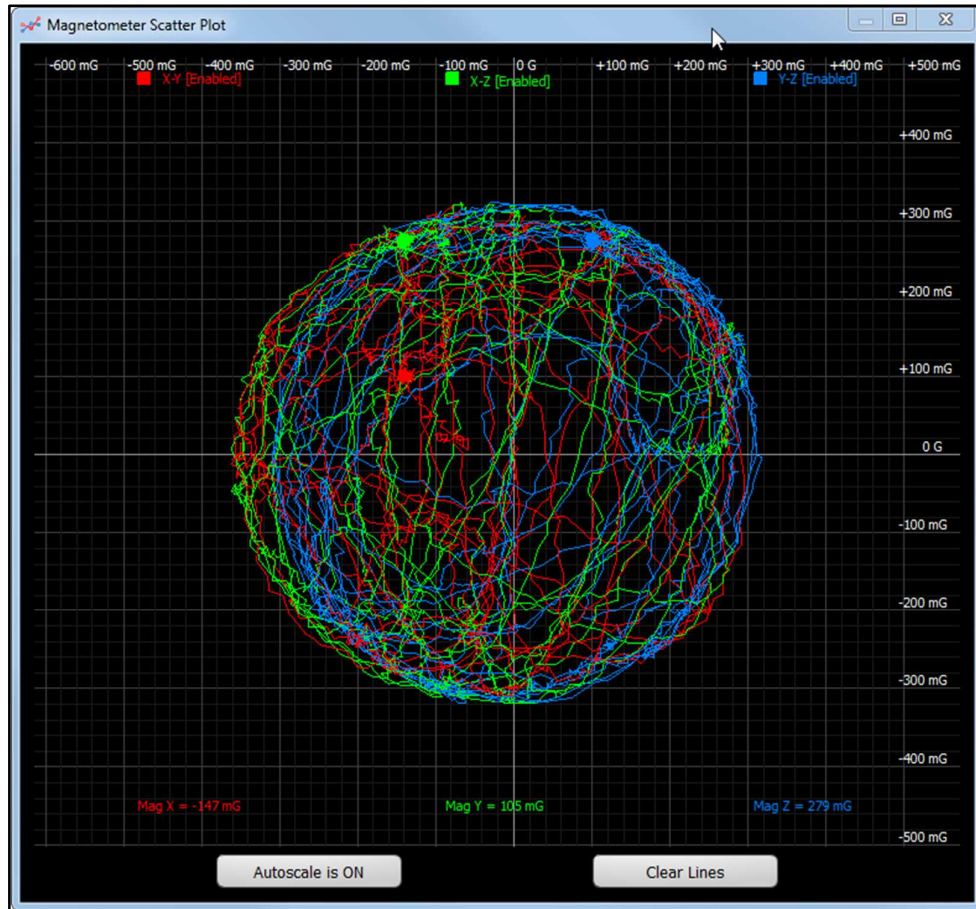 Magnetometer Scatter Plot
-600 mG -500 mG -400 mG -300 mG -200 mG -100 mG 0 G +100 mG +200 mG +300 mG +400 mG +500 mG
X-Y [Enabled] X-Z [Enabled] Y-Z [Enabled]
+400 mG
+300 mG
+200 mG
+100 mG
0 G
-100 mG
-200 mG
-300 mG
-400 mG
Mag X = -147 mG Mag Y = 105 mG Mag Z = 279 mG
-500 mG
Autoscale is ON Clear Lines